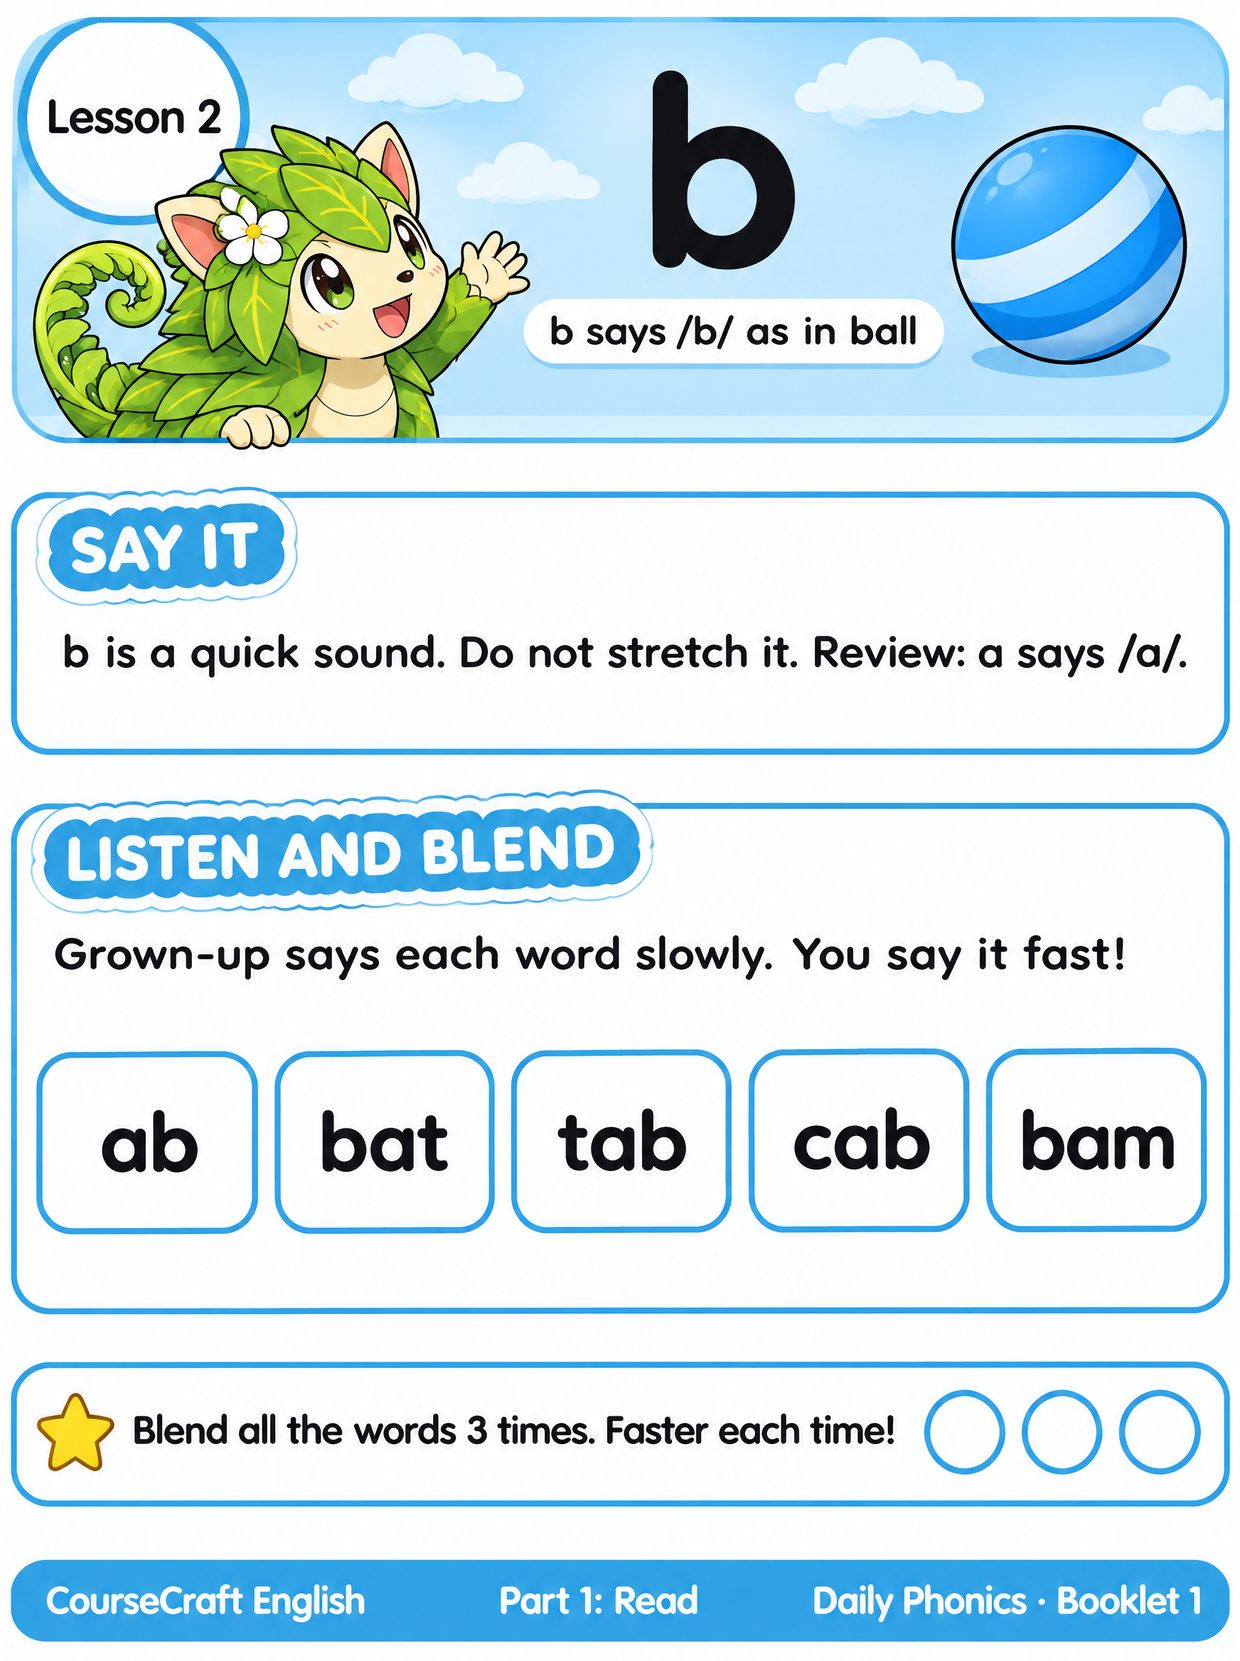 Lesson 2
b
b says /b/ as in ball
SAY IT
b is a quick sound. Do not stretch it. Review: a says /a/.
LISTEN AND BLEND
Grown-up says each word slowly. You say it fast!
ab
bat
tab
cab
bam
Blend all the words 3 times. Faster each time!
CourseCraft English
Part 1: Read
Daily Phonics · Booklet 1